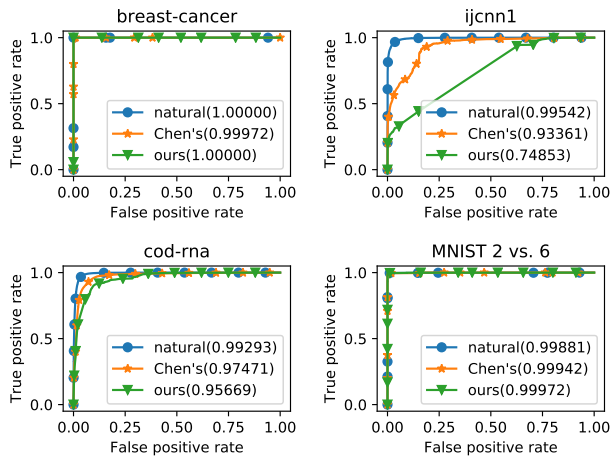 breast-cancer
True positive rate
1.0
0.5
0.0
natural(1.00000)
Chen's(0.99972)
ours(1.00000)
0.00 0.25 0.50 0.75 1.00
False positive rate
ijcnn1
True positive rate
1.0
0.5
0.0
natural(0.99542)
Chen's(0.93361)
ours(0.74853)
0.00 0.25 0.50 0.75 1.00
False positive rate
cod-rna
True positive rate
1.0
0.5
0.0
natural(0.99293)
Chen's(0.97471)
ours(0.95669)
0.00 0.25 0.50 0.75 1.00
False positive rate
MNIST 2 vs. 6
True positive rate
1.0
0.5
0.0
natural(0.99881)
Chen's(0.99942)
ours(0.99972)
0.00 0.25 0.50 0.75 1.00
False positive rate